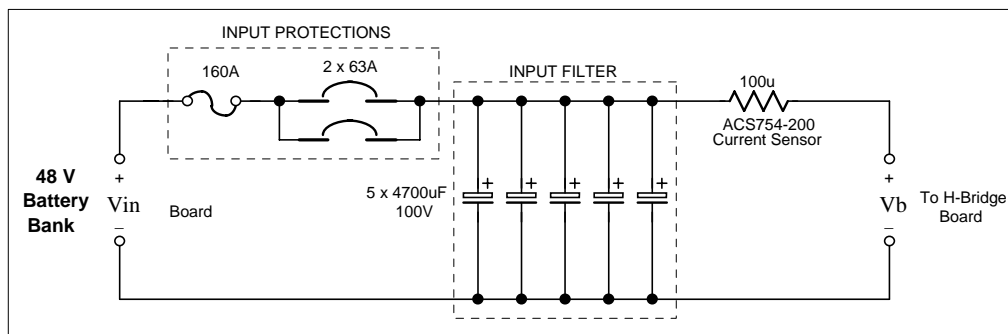 INPUT PROTECTIONS
160A
2 x 63A
INPUT FILTER
100u
ACS754-200
Current Sensor
48 V
Battery
Bank
+
Vin
–
Board
5 x 4700uF
100V
+
+
+
+
+
+
Vb
–
To H-Bridge
Board